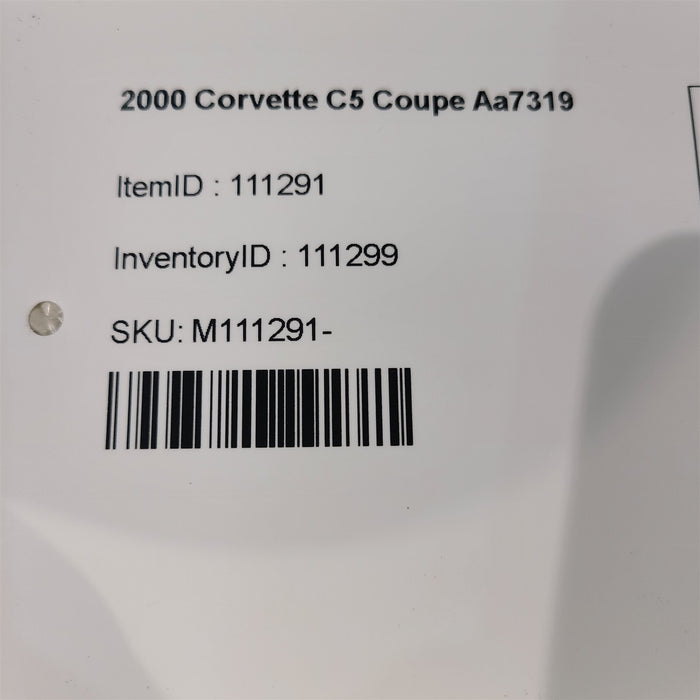 2000 Corvette C5 Coupe Aa7319
ItemID : 111291
InventoryID : 111299
SKU: M111291-